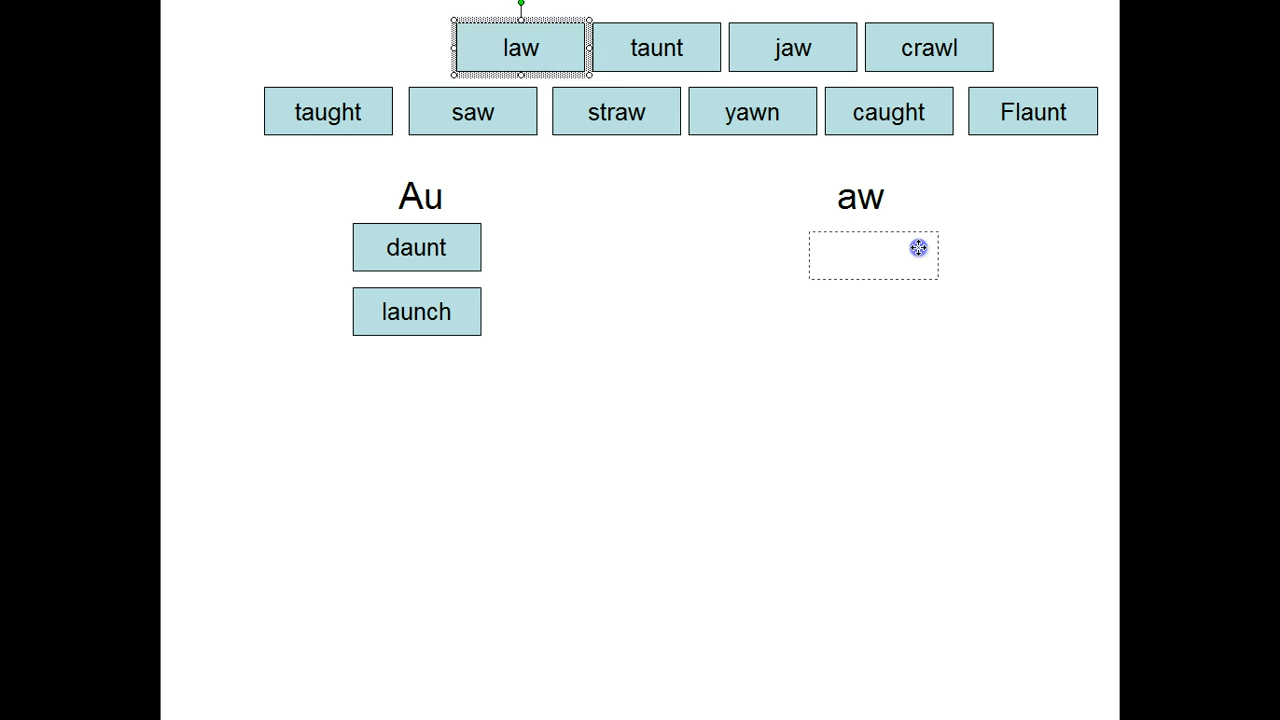 law taunt jaw crawl
taught saw straw yawn caught Flaunt
Au aw
daunt
launch